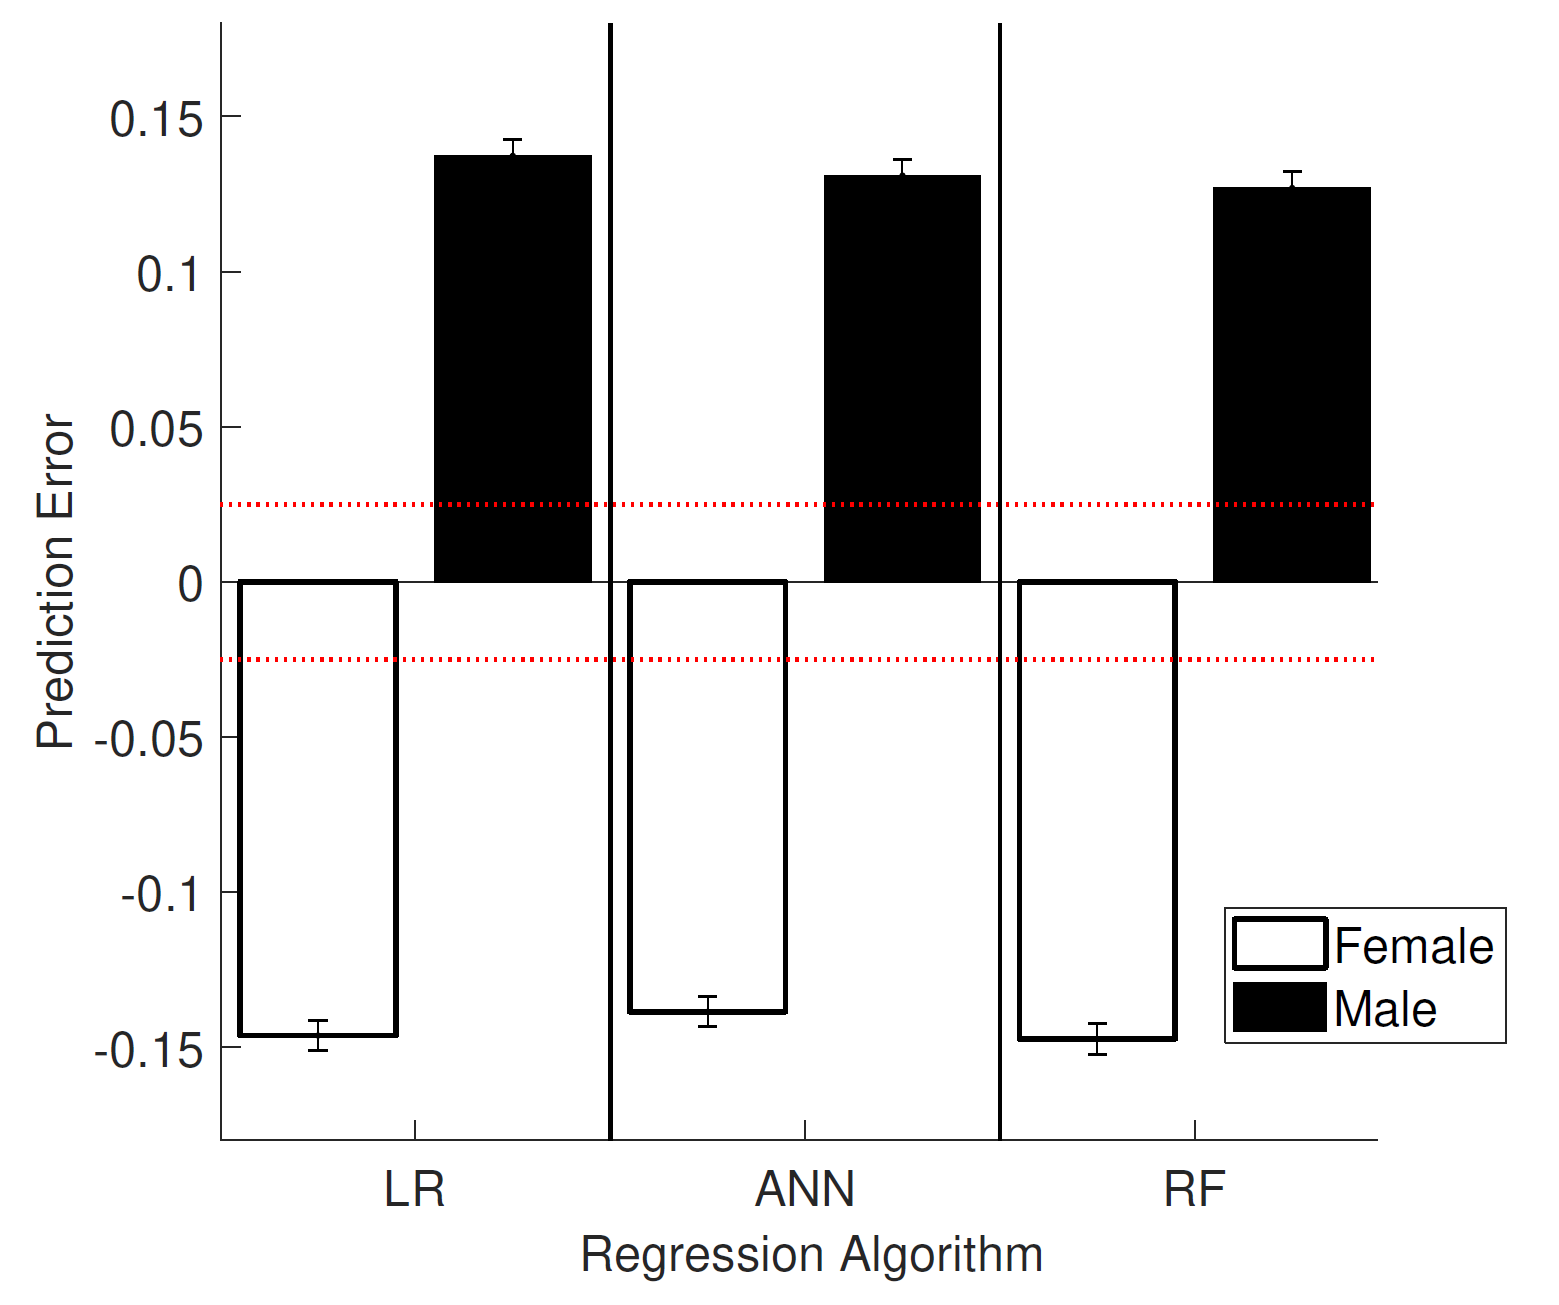 0.15
0.1
0.05
0
-0.05
-0.1
-0.15
Prediction Error
Female
Male
LR ANN RF
Regression Algorithm